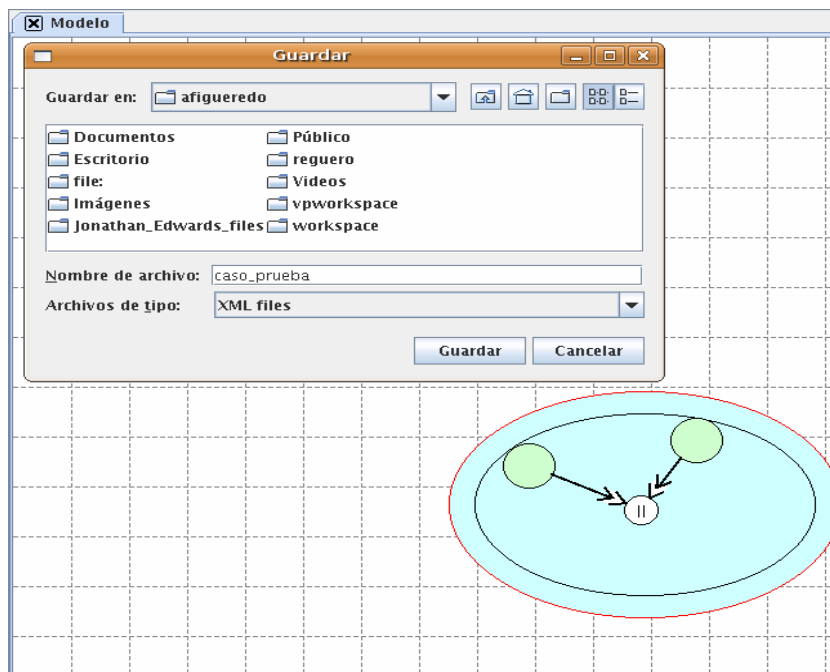 Modelo
Guardar
Guardar en: afigueredo
Documentos Público
Escritorio reguero
file: Videos
Imágenes vpworkspace
Jonathan_Edwards_files workspace
Nombre de archivo: caso_prueba
Archivos de tipo: XML files
Guardar Cancelar
II